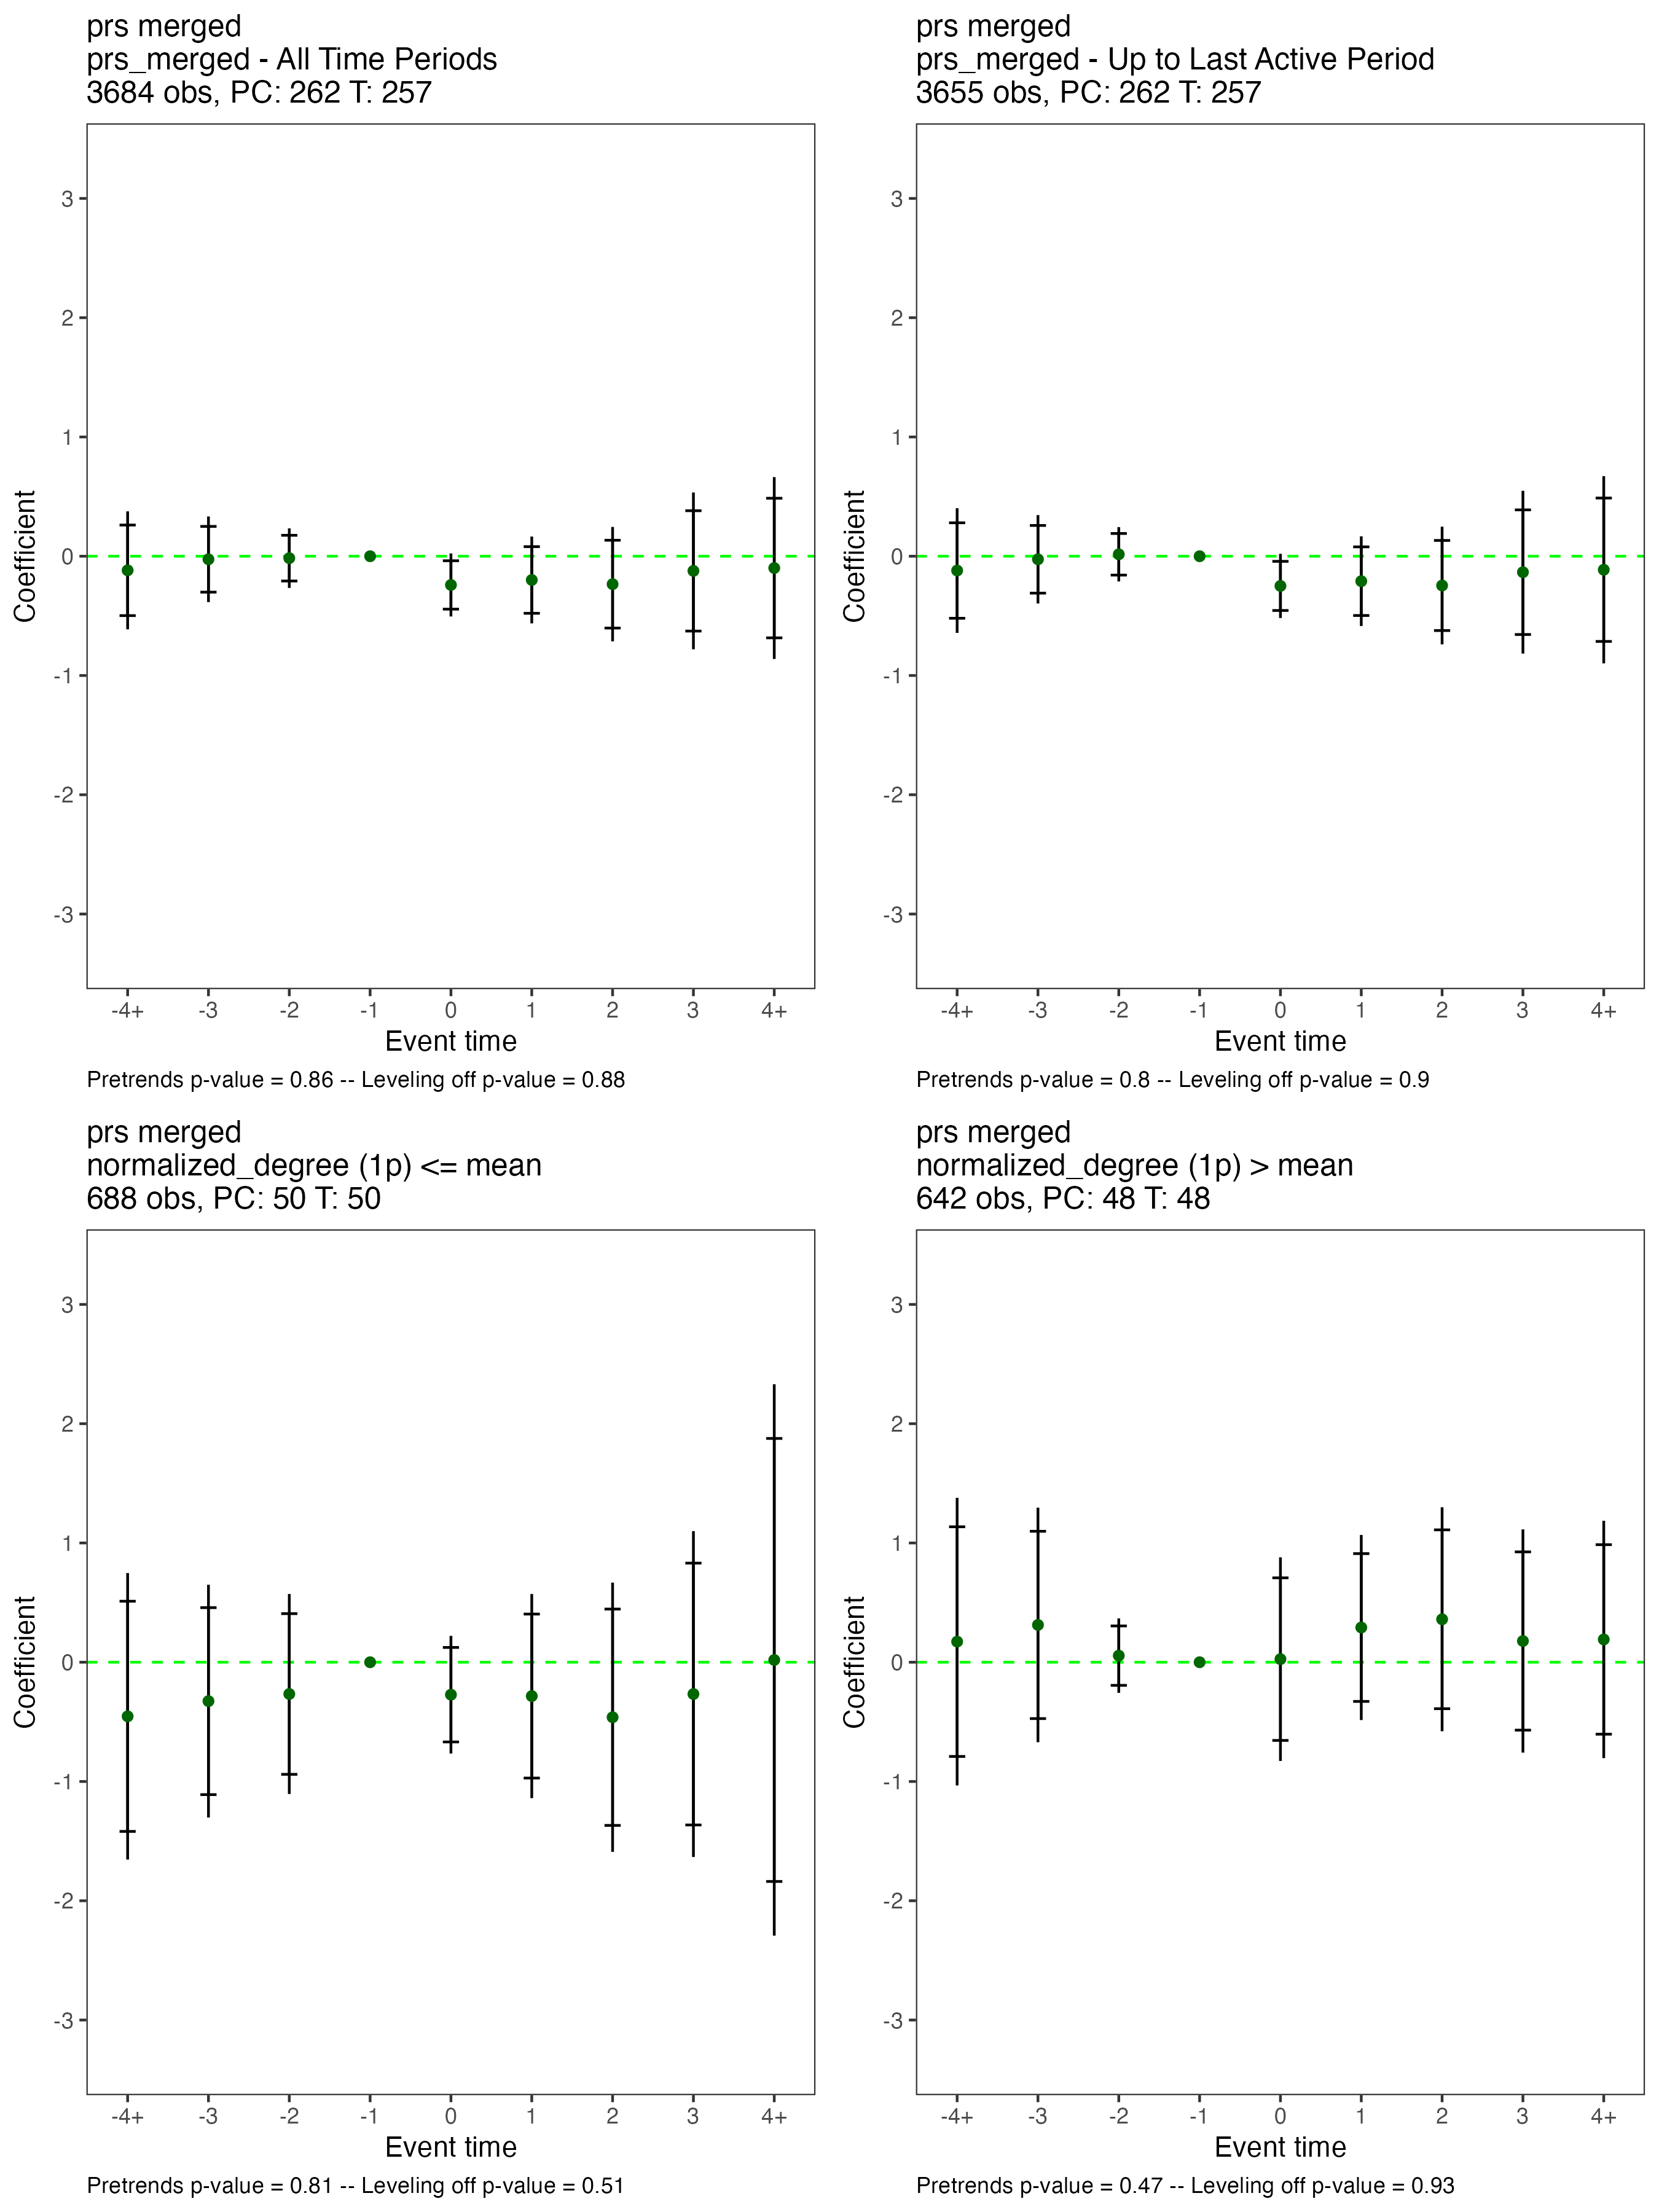 prs merged
prs_merged - All Time Periods
3684 obs, PC: 262 T: 257
3
2
1
0
-1
-2
-3
Coefficient
-4+ -3 -2 -1 0 1 2 3 4+
Event time
Pretrends p-value = 0.86 -- Leveling off p-value = 0.88
prs merged
prs_merged - Up to Last Active Period
3655 obs, PC: 262 T: 257
3
2
1
0
-1
-2
-3
Coefficient
-4+ -3 -2 -1 0 1 2 3 4+
Event time
Pretrends p-value = 0.8 -- Leveling off p-value = 0.9
prs merged
normalized_degree (1p) <= mean
688 obs, PC: 50 T: 50
3
2
1
0
-1
-2
-3
Coefficient
-4+ -3 -2 -1 0 1 2 3 4+
Event time
Pretrends p-value = 0.81 -- Leveling off p-value = 0.51
prs merged
normalized_degree (1p) > mean
642 obs, PC: 48 T: 48
3
2
1
0
-1
-2
-3
Coefficient
-4+ -3 -2 -1 0 1 2 3 4+
Event time
Pretrends p-value = 0.47 -- Leveling off p-value = 0.93